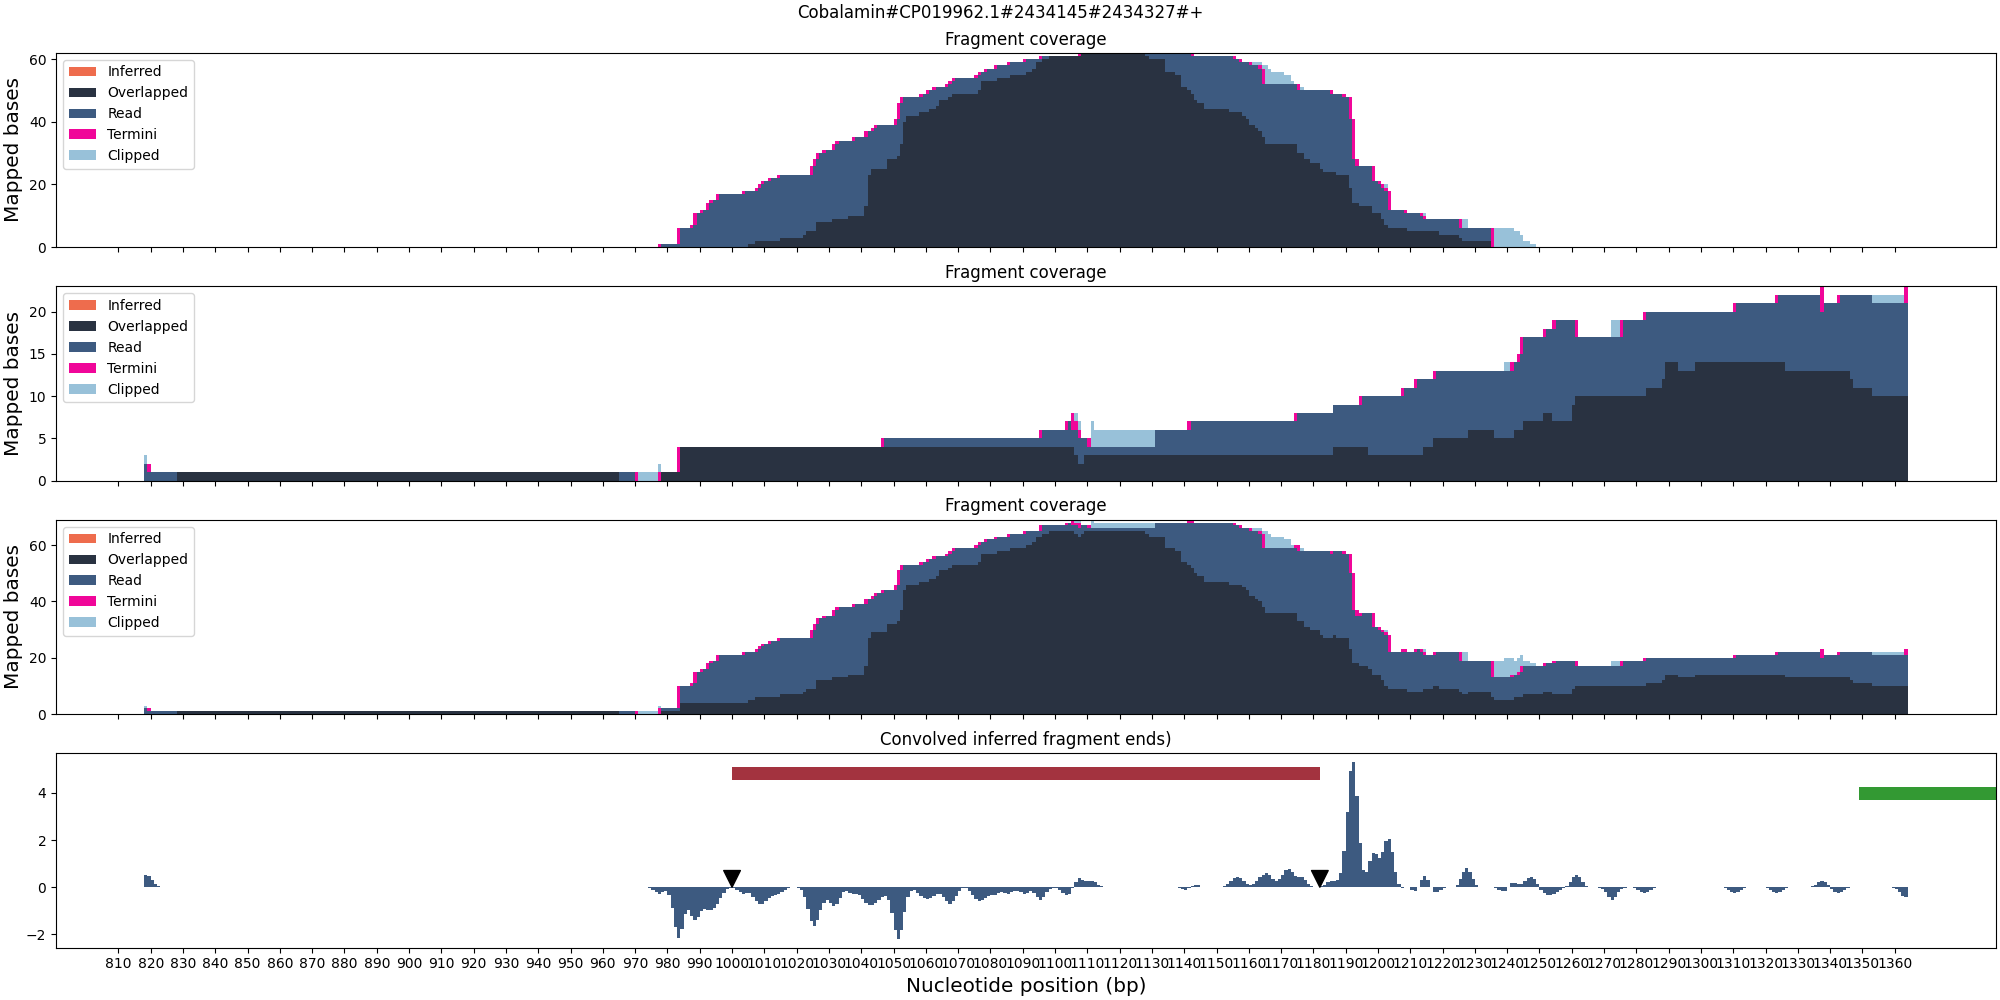 Cobalamin#CP019962.1#2434145#2434327#+
Fragment coverage
Mapped bases
60
40
20
0
Inferred
Overlapped
Read
Termini
Clipped
Fragment coverage
Mapped bases
20
15
10
5
0
Inferred
Overlapped
Read
Termini
Clipped
Fragment coverage
Mapped bases
60
40
20
0
Inferred
Overlapped
Read
Termini
Clipped
Convolved inferred fragment ends)
4
2
0
−2
810 820 830 840 850 860 870 880 890 900 910 920 930 940 950 960 970 980 990 1000 1010 1020 1030 1040 1050 1060 1070 1080 1090 1100 1110 1120 1130 1140 1150 1160 1170 1180 1190 1200 1210 1220 1230 1240 1250 1260 1270 1280 1290 1300 1310 1320 1330 1340 1350 1360
Nucleotide position (bp)